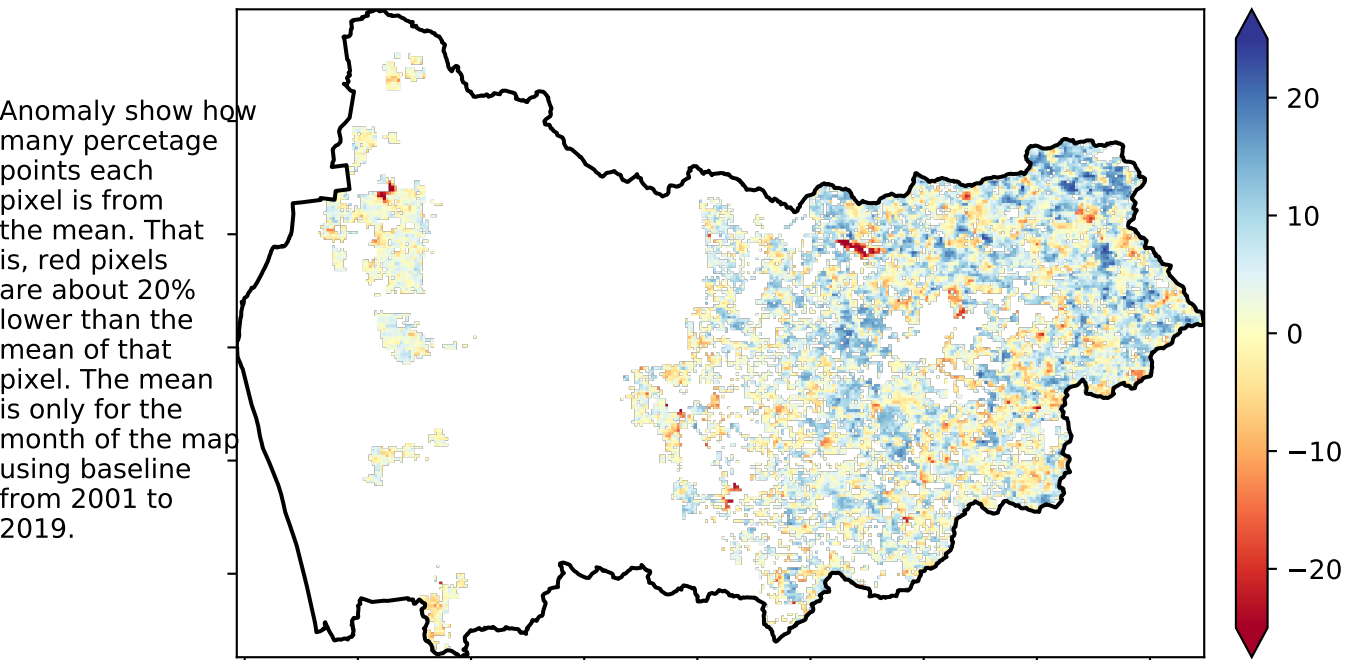 Anomaly show how
many percetage
points each
pixel is from
the mean. That
is, red pixels
are about 20%
lower than the
mean of that
pixel. The mean
is only for the
month of the map
using baseline
from 2001 to
2019.
20
10
0
−10
−20